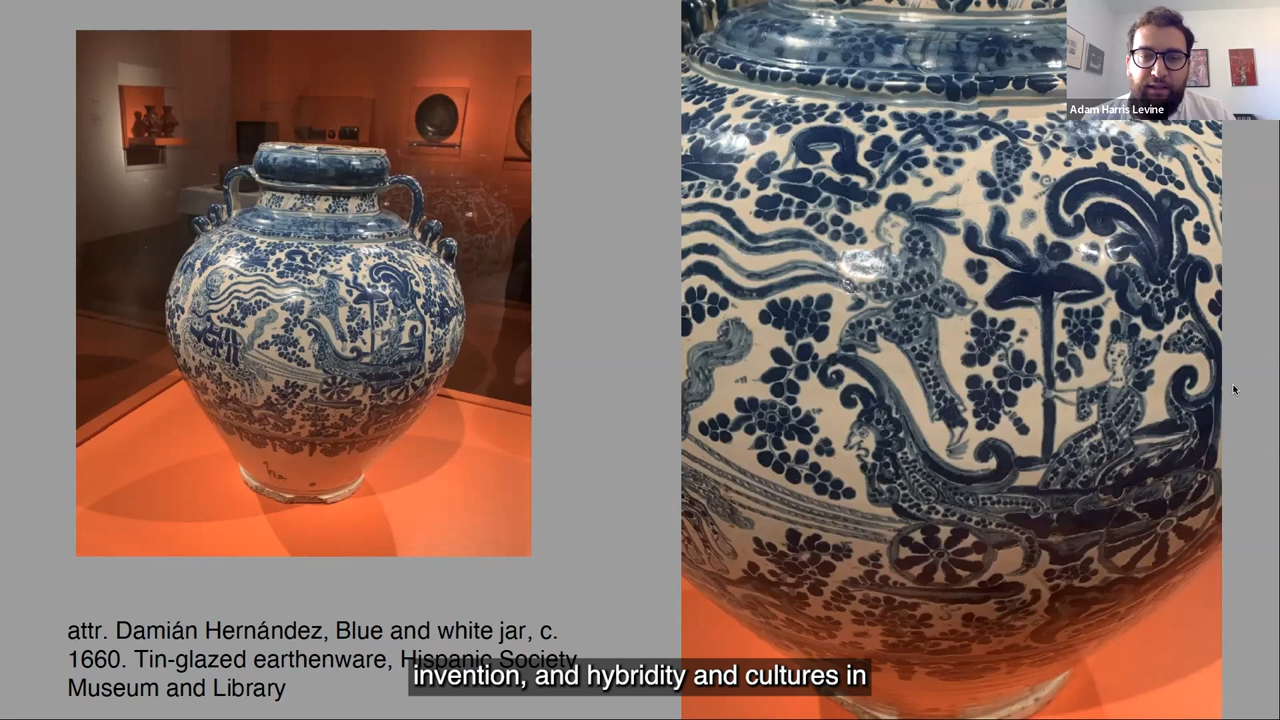 Adam Harris Levine
attr. Damián Hernández, Blue and white jar, c.
1660. Tin-glazed earthenware, Hispanic Society
Museum and Library
invention, and hybridity and cultures in